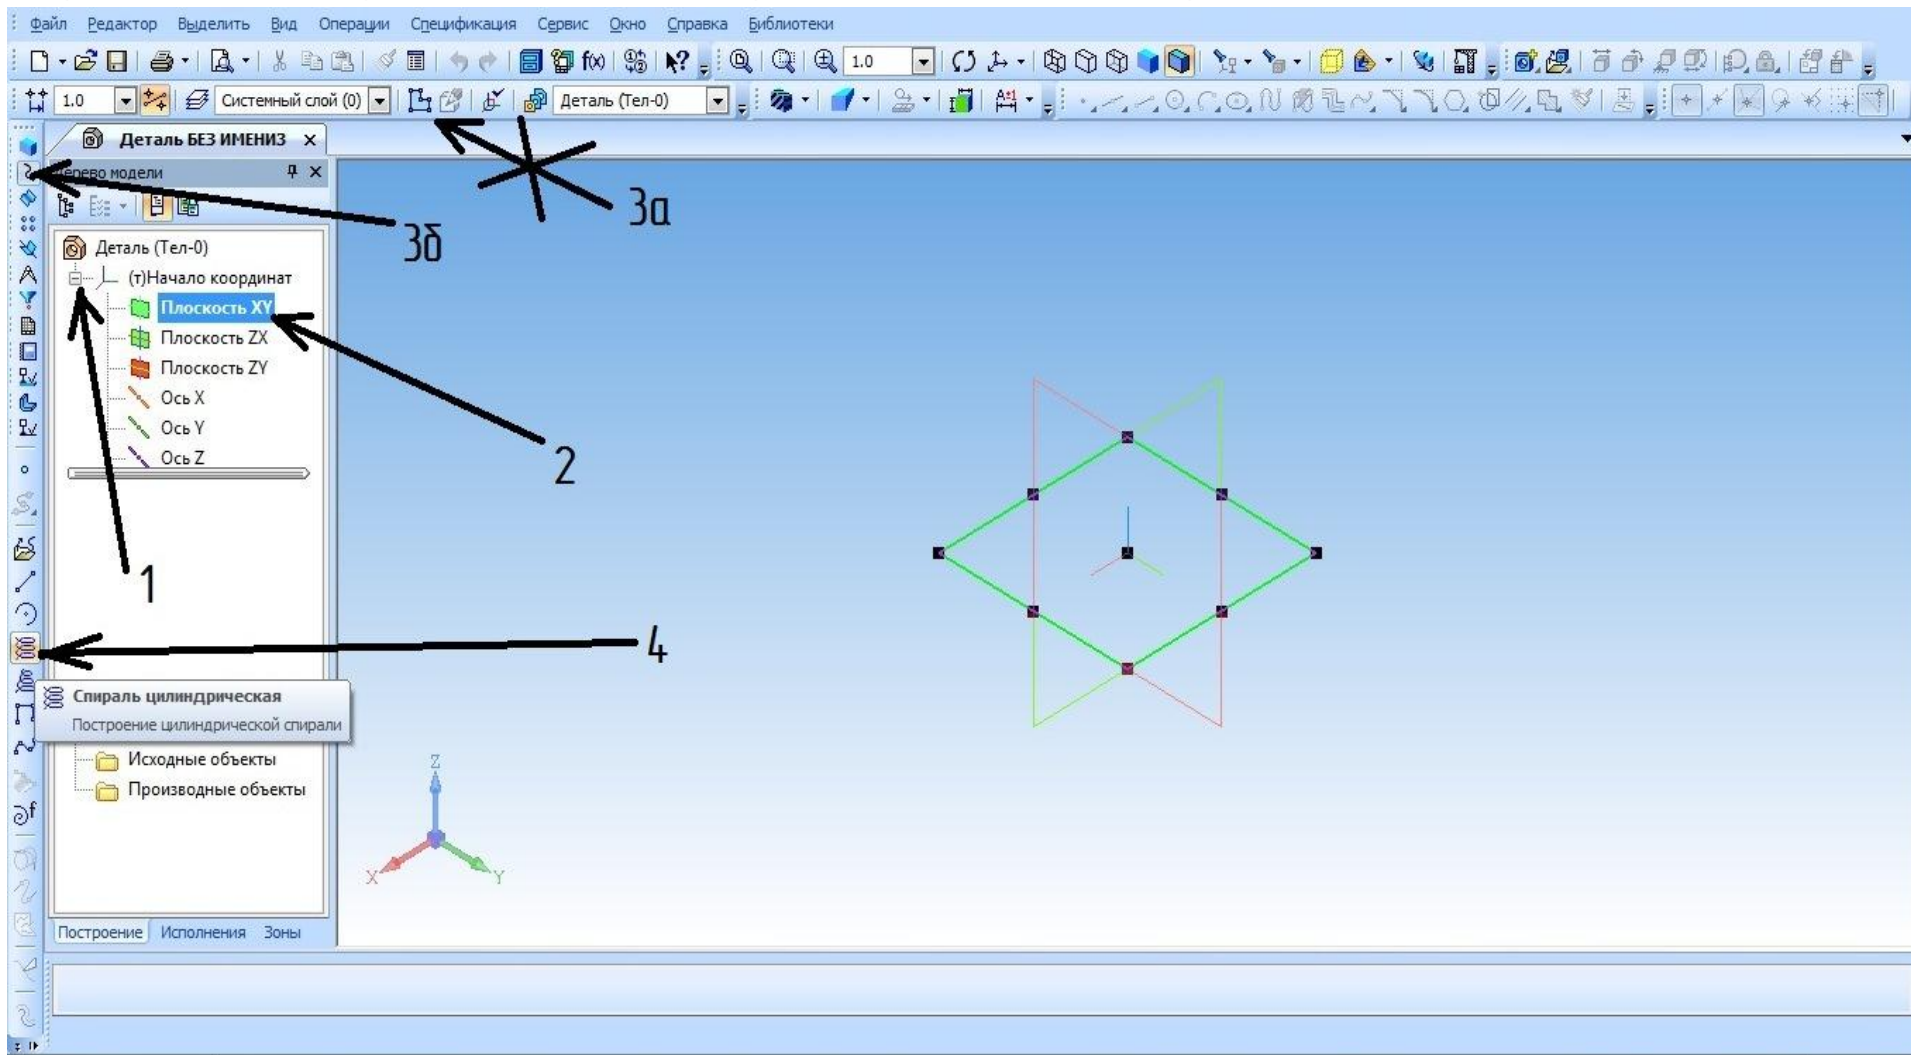 Файл Редактор Выделить Вид Операции Спецификация Сервис Окно Справка Библиотеки
f(x) 1.0
1.0 Системный слой (0) Деталь (Тел-0)
Деталь БЕЗ ИМЕНИ3
Дерево модели
3а
3б
Деталь (Тел-0)
(т)Начало координат
Плоскость XY
Плоскость ZX
Плоскость ZY
Ось X
Ось Y
Ось Z
2
1
4
Спираль цилиндрическая
Построение цилиндрической спирали
Исходные объекты
Производные объекты
Z
X
Y
Построение Исполнения Зоны